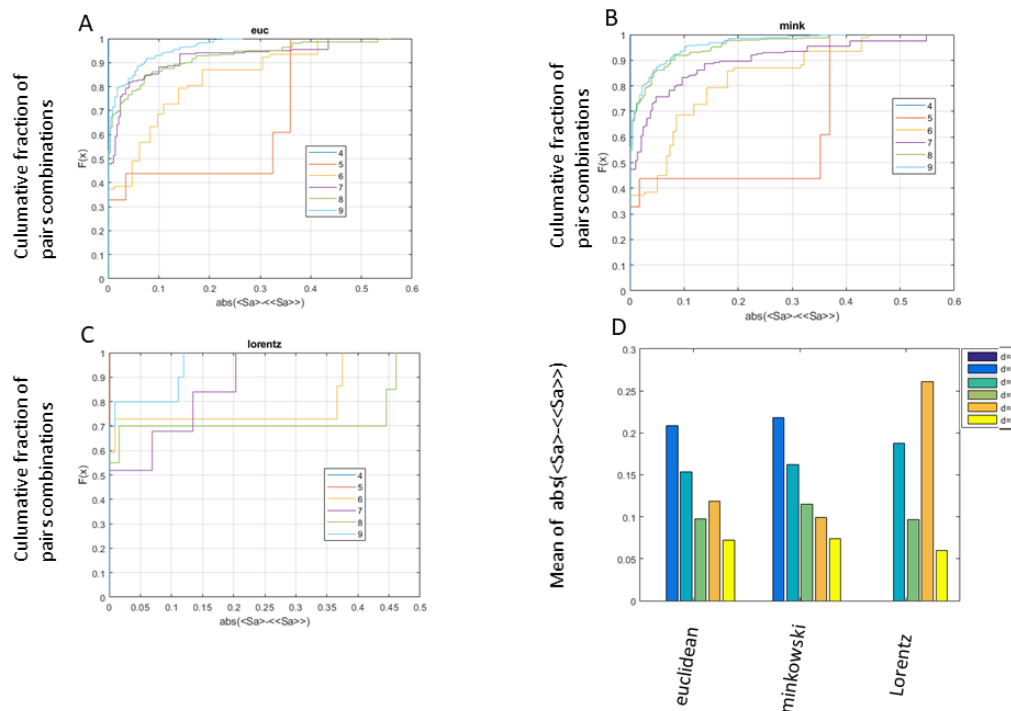 A
euc
Culumative fraction of
pairs combinations
F(x)
1
0.9
0.8
0.7
0.6
0.5
0.4
0.3
0.2
0.1
0
4
5
6
7
8
9
0
0.1
0.2
0.3
0.4
0.5
0.6
abs(<Sa>-<<Sa>>)
B
mink
Culumative fraction of
pairs combinations
F(x)
1
0.9
0.8
0.7
0.6
0.5
0.4
0.3
0.2
0.1
0
4
5
6
7
8
9
0
0.1
0.2
0.3
0.4
0.5
0.6
abs(<Sa>-<<Sa>>)
C
lorentz
Culumative fraction of
pairs combinations
F(x)
1
0.9
0.8
0.7
0.6
0.5
0.4
0.3
0.2
0.1
0
4
5
6
7
8
9
0
0.05
0.1
0.15
0.2
0.25
0.3
0.35
0.4
0.45
0.5
abs(<Sa>-<<Sa>>)
D
Mean of abs(<Sa>-<<Sa>>)
0.3
0.25
0.2
0.15
0.1
0.05
0
d=
d=
d=
d=
d=
d=
euclidean
minkowski
Lorentz